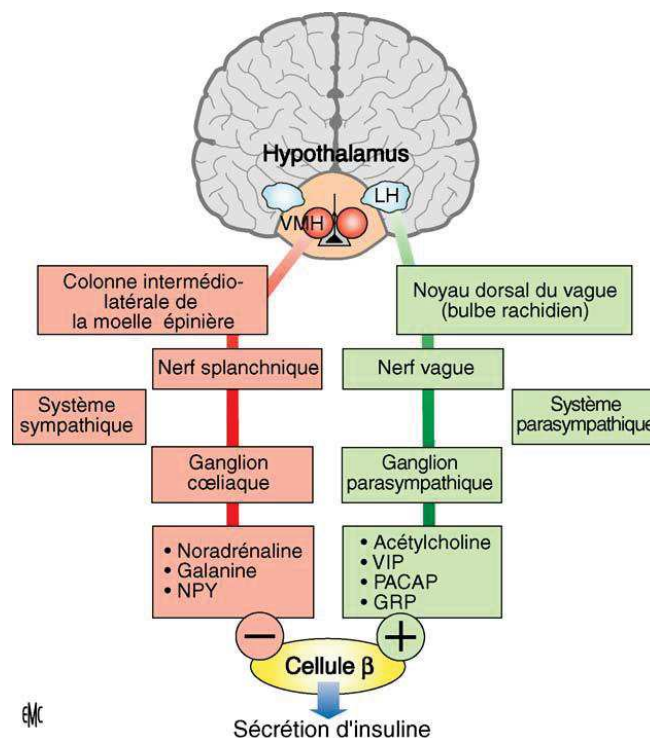 Hypothalamus
LH
VMH
Colonne intermédio-
latérale de
la moelle épinière
Noyau dorsal du vague
(bulbe rachidien)
Nerf splanchnique
Nerf vague
Système
sympathique
Système
parasympathique
Ganglion
cœliaque
Ganglion
parasympathique
• Noradrénaline
• Galanine
• NPY
• Acétylcholine
• VIP
• PACAP
• GRP
−
+
Cellule β
EMC
Sécrétion d'insuline